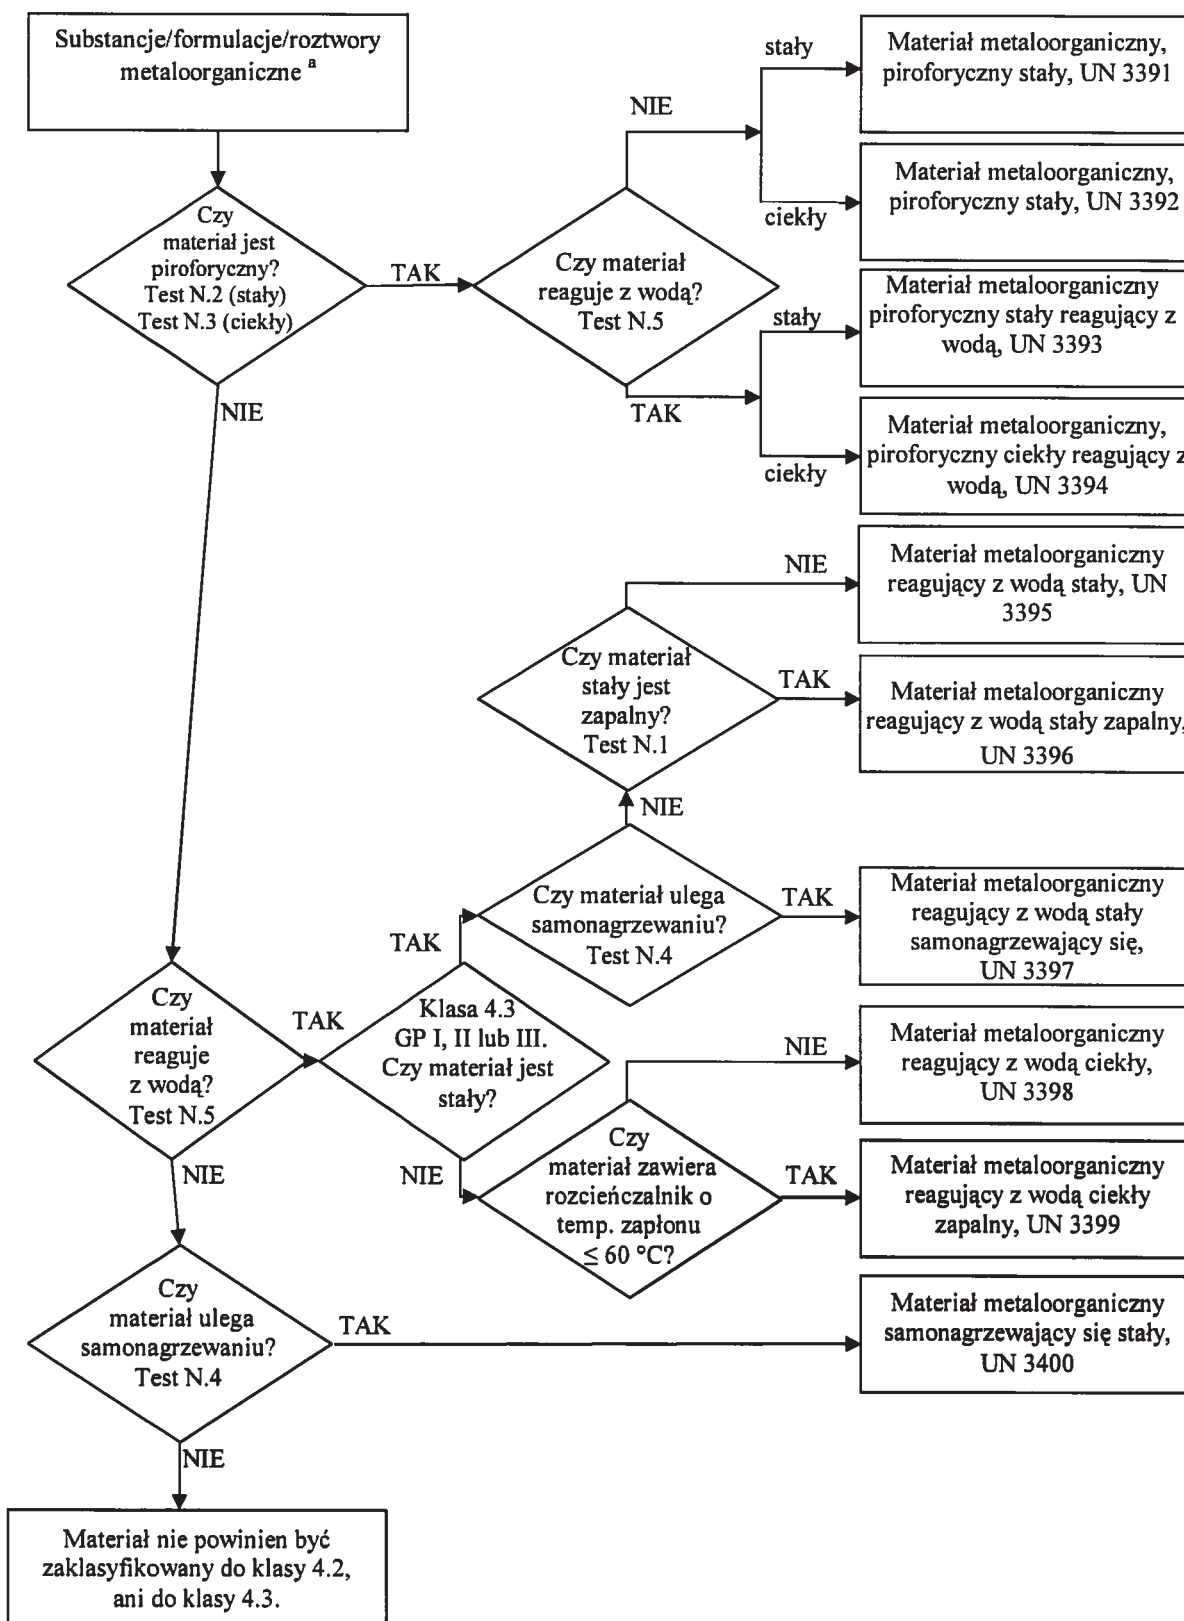 Substancje/formulacje/roztwory
metaloorganiczne a
stały
Materiał metaloorganiczny,
piroforyczny stały, UN 3391
NIE
Materiał metaloorganiczny,
piroforyczny stały, UN 3392
ciekły
Czy
materiał jest
piroforyczny?
Test N.2 (stały)
Test N.3 (ciekły)
TAK
Czy materiał
reaguje z wodą?
Test N.5
stały
Materiał metaloorganiczny
piroforyczny stały reagujący z
wodą, UN 3393
NIE
TAK
Materiał metaloorganiczny,
piroforyczny ciekły reagujący z
wodą, UN 3394
ciekły
NIE
Materiał metaloorganiczny
reagujący z wodą stały, UN
3395
Czy materiał
stały jest
zapalny?
Test N.1
TAK
Materiał metaloorganiczny
reagujący z wodą stały zapalny,
UN 3396
NIE
Czy materiał ulega
samonagrzewaniu?
Test N.4
TAK
Materiał metaloorganiczny
reagujący z wodą stały
samonagrzewający się,
UN 3397
TAK
Czy
materiał
reaguje
z wodą?
Test N.5
TAK
Klasa 4.3
GP I, II lub III.
Czy materiał jest
stały?
NIE
Materiał metaloorganiczny
reagujący z wodą ciekły,
UN 3398
NIE
NIE
Czy
materiał zawiera
rozcieńczalnik o
temp. zapłonu
≤ 60 °C?
TAK
Materiał metaloorganiczny
reagujący z wodą ciekły
zapalny, UN 3399
Czy
materiał ulega
samonagrzewaniu?
Test N.4
TAK
Materiał metaloorganiczny
samonagrzewający się stały,
UN 3400
NIE
Materiał nie powinien być
zaklasyfikowany do klasy 4.2,
ani do klasy 4.3.